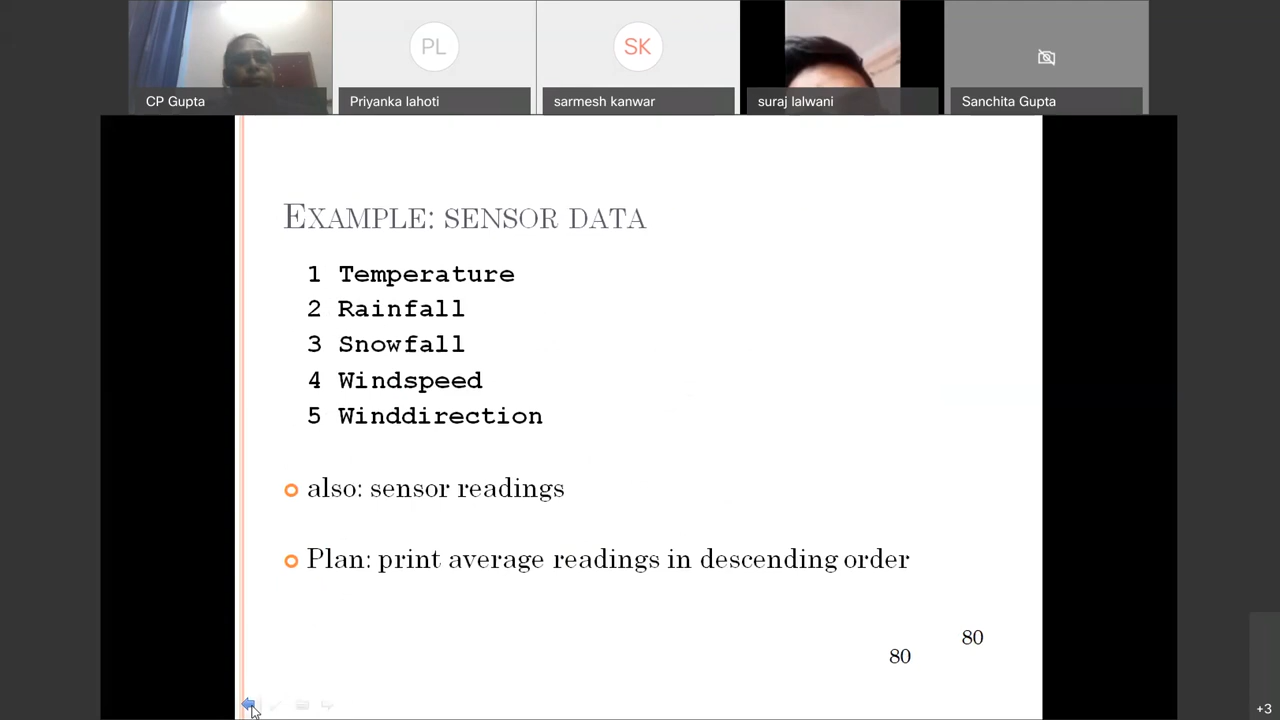 PL
SK
CP Gupta
Priyanka lahoti
sarmesh kanwar
suraj lalwani
Sanchita Gupta
EXAMPLE: SENSOR DATA
1 Temperature
2 Rainfall
3 Snowfall
4 Windspeed
5 Winddirection
also: sensor readings
Plan: print average readings in descending order
80
80
+3